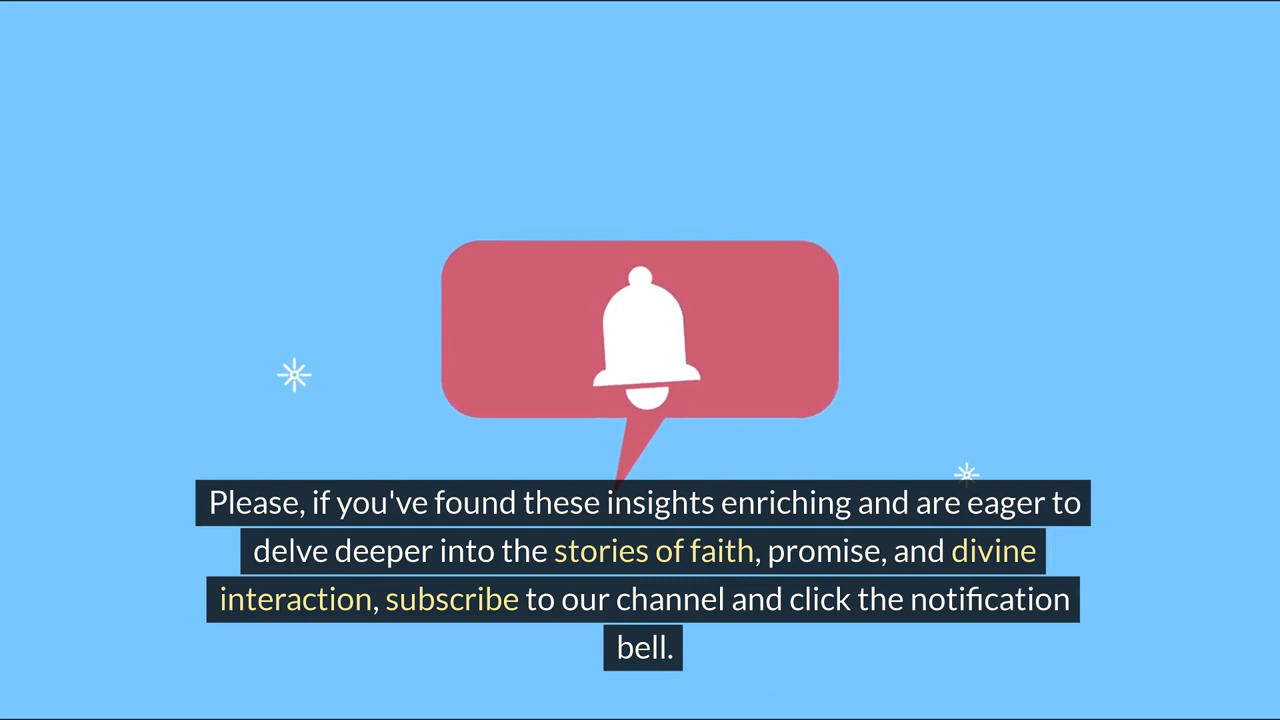 Please, if you've found these insights enriching and are eager to
delve deeper into the stories of faith, promise, and divine
interaction, subscribe to our channel and click the notification
bell.